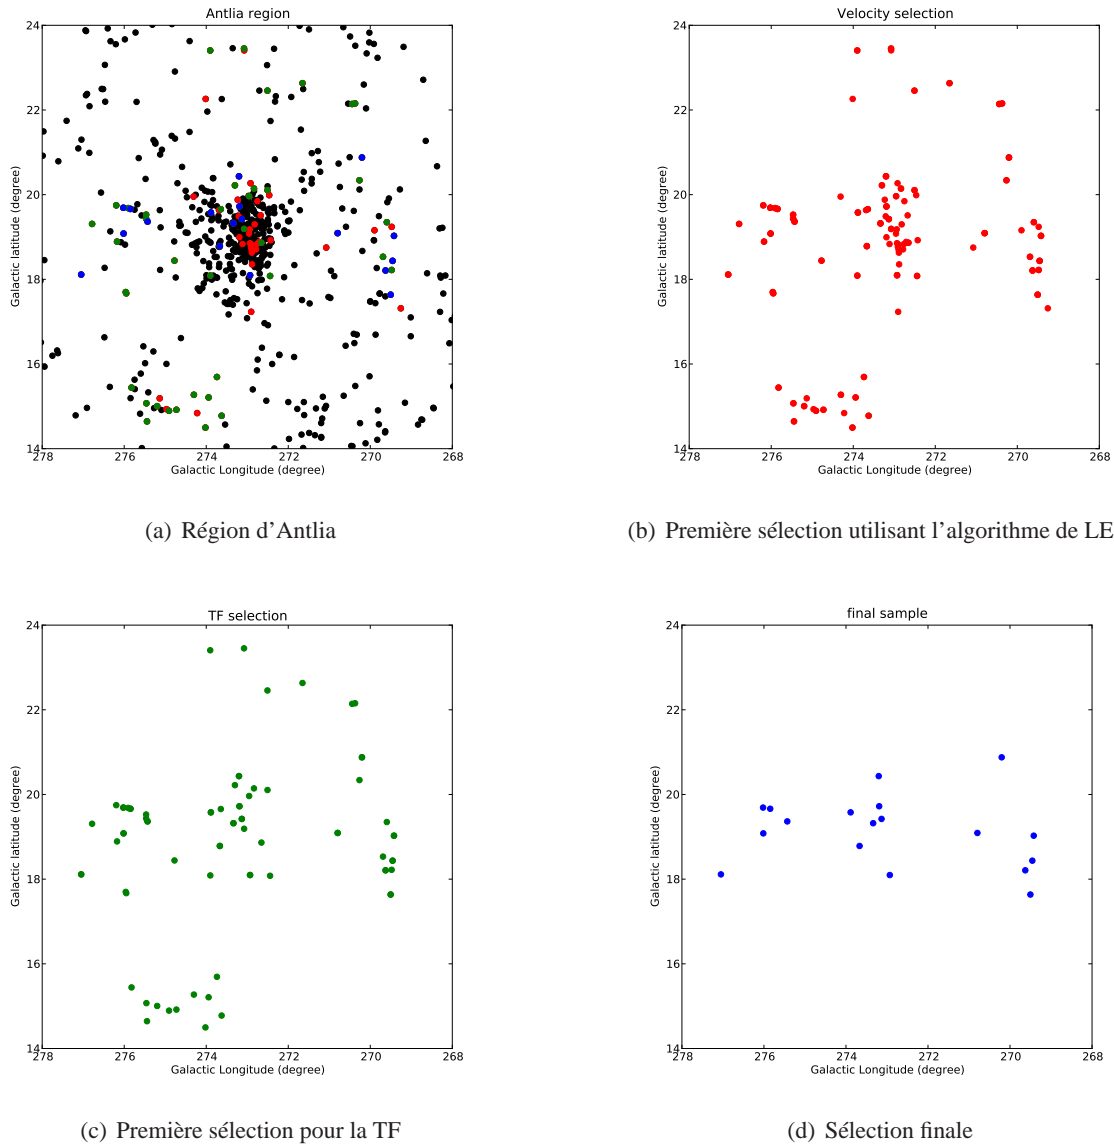 Antlia region
24
22
20
18
16
14
Galactic latitude (degree)
278 276 274 272 270 268
Galactic Longitude (degree)
(a) Région d'Antlia
Velocity selection
24
22
20
18
16
14
Galactic latitude (degree)
278 276 274 272 270 268
Galactic Longitude (degree)
(b) Première sélection utilisant l'algorithme de LE
TF selection
24
22
20
18
16
14
Galactic latitude (degree)
278 276 274 272 270 268
Galactic Longitude (degree)
(c) Première sélection pour la TF
final sample
24
22
20
18
16
14
Galactic latitude (degree)
278 276 274 272 270 268
Galactic Longitude (degree)
(d) Sélection finale